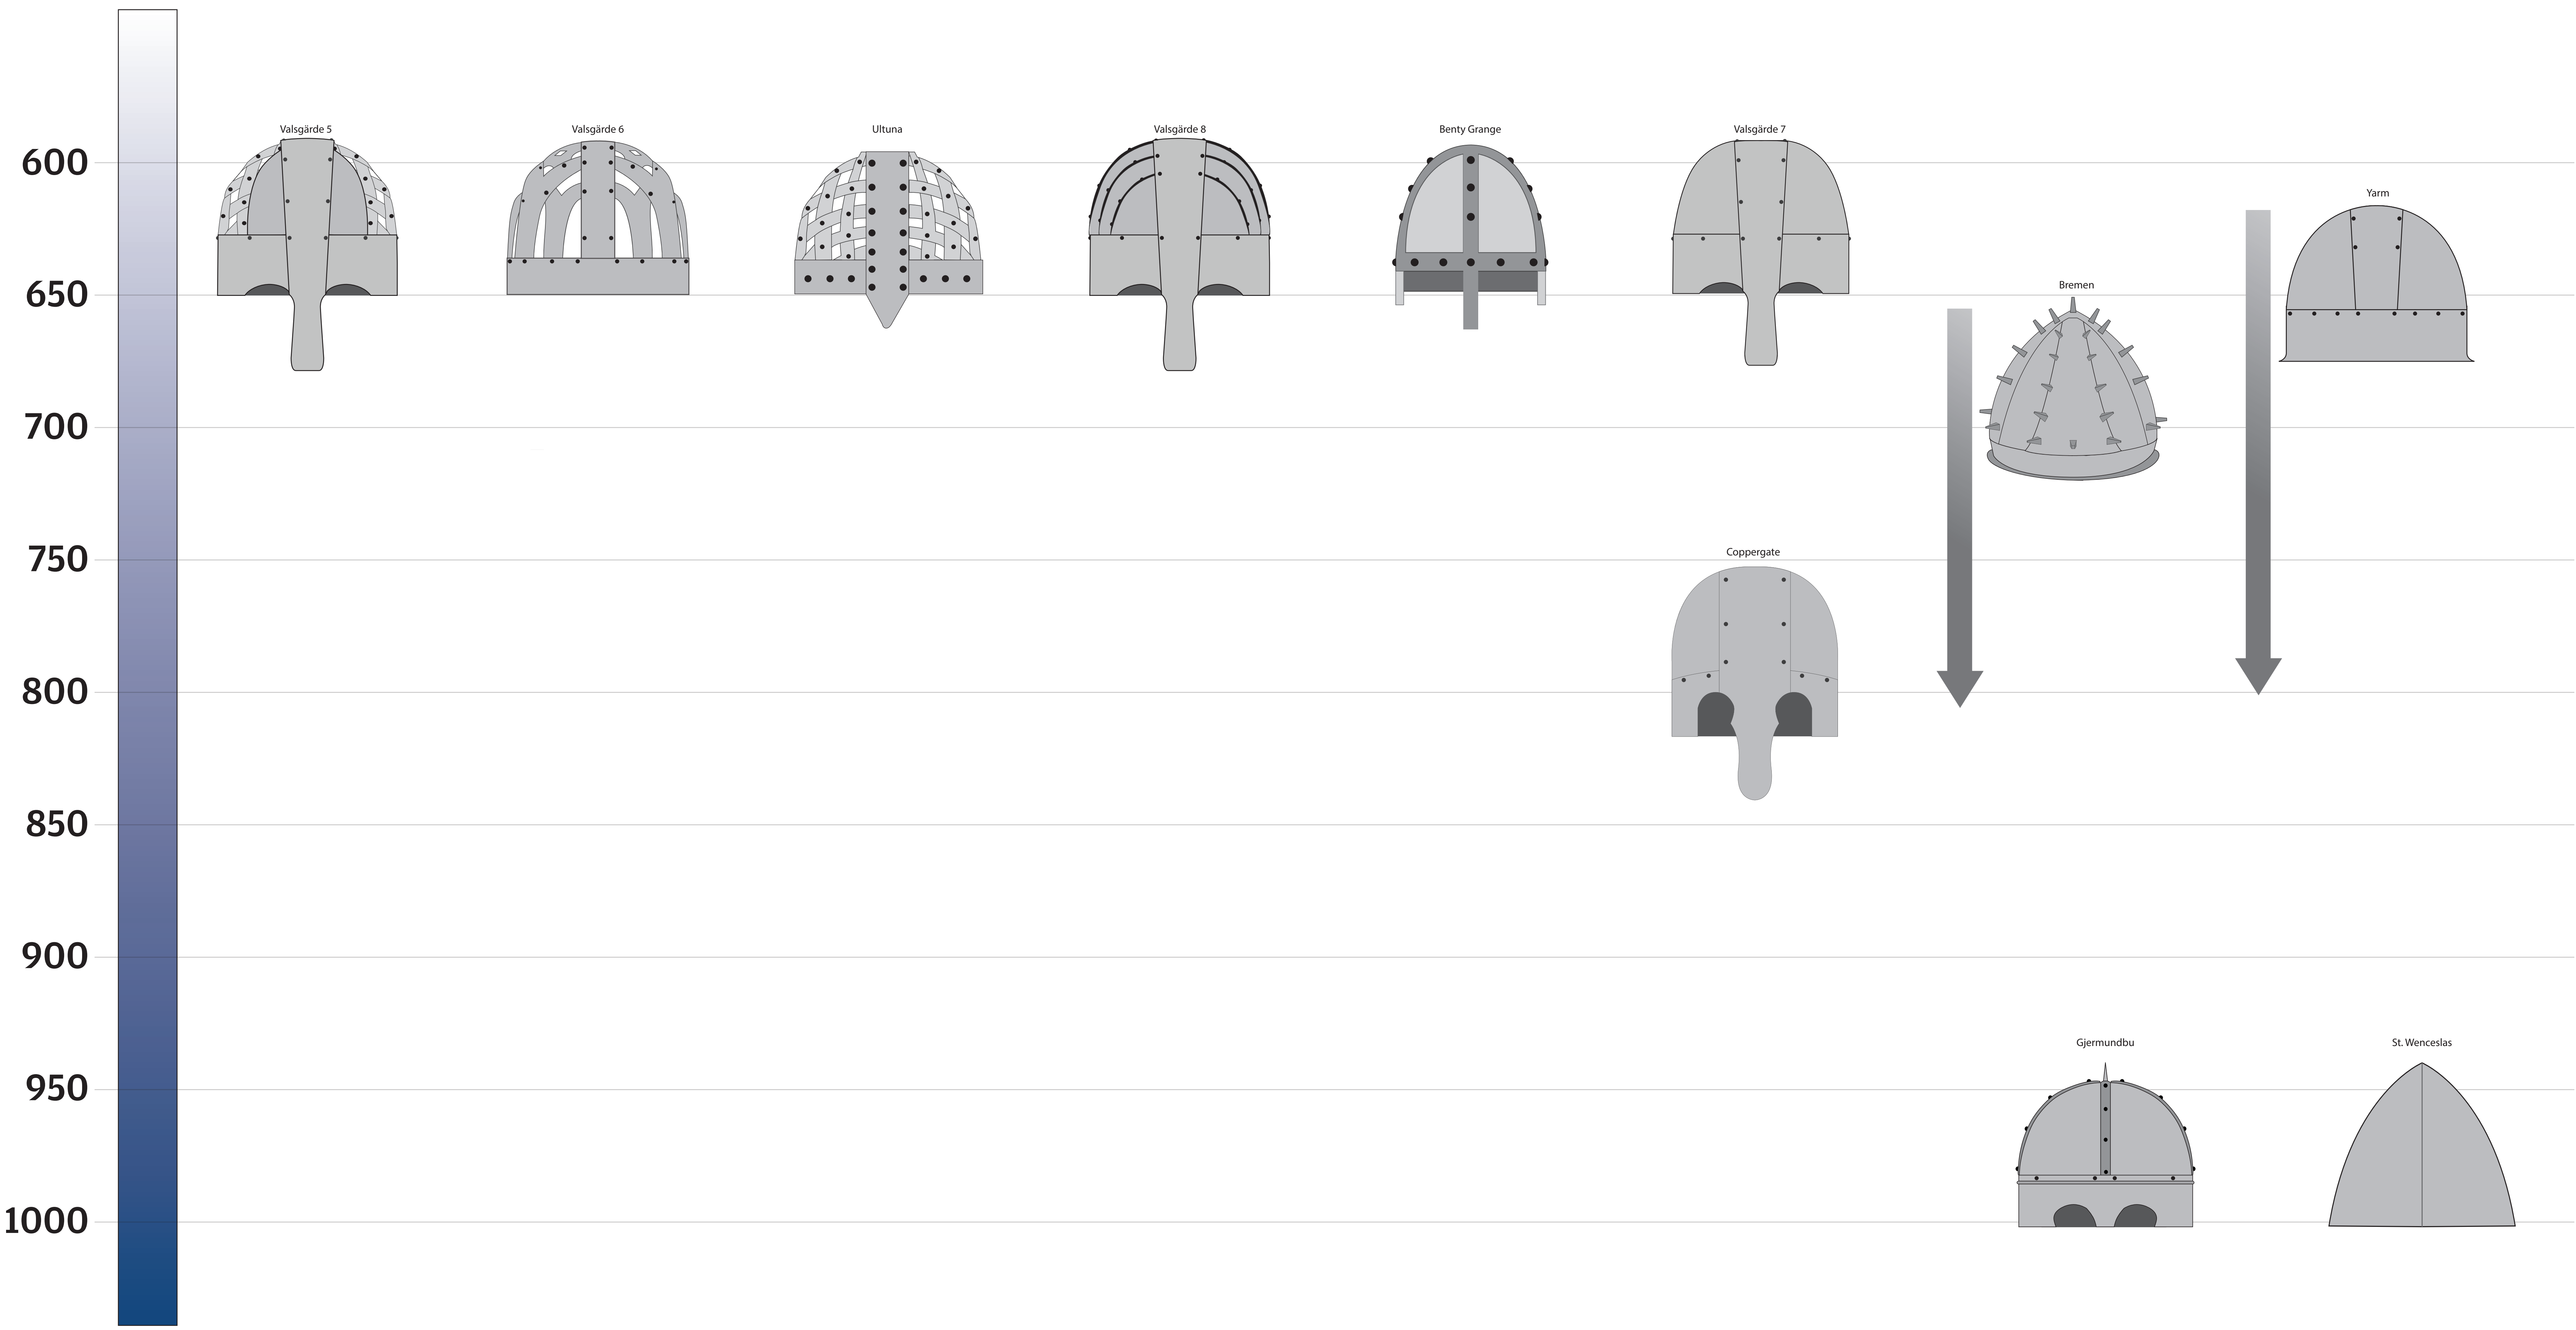 Valsgärde 5
Valsgärde 6
Ultuna
Valsgärde 8
Benty Grange
Valsgärde 7
600
Yarm
Bremen
650
700
Coppergate
750
800
850
900
Gjermundbu
St. Wenceslas
950
1000